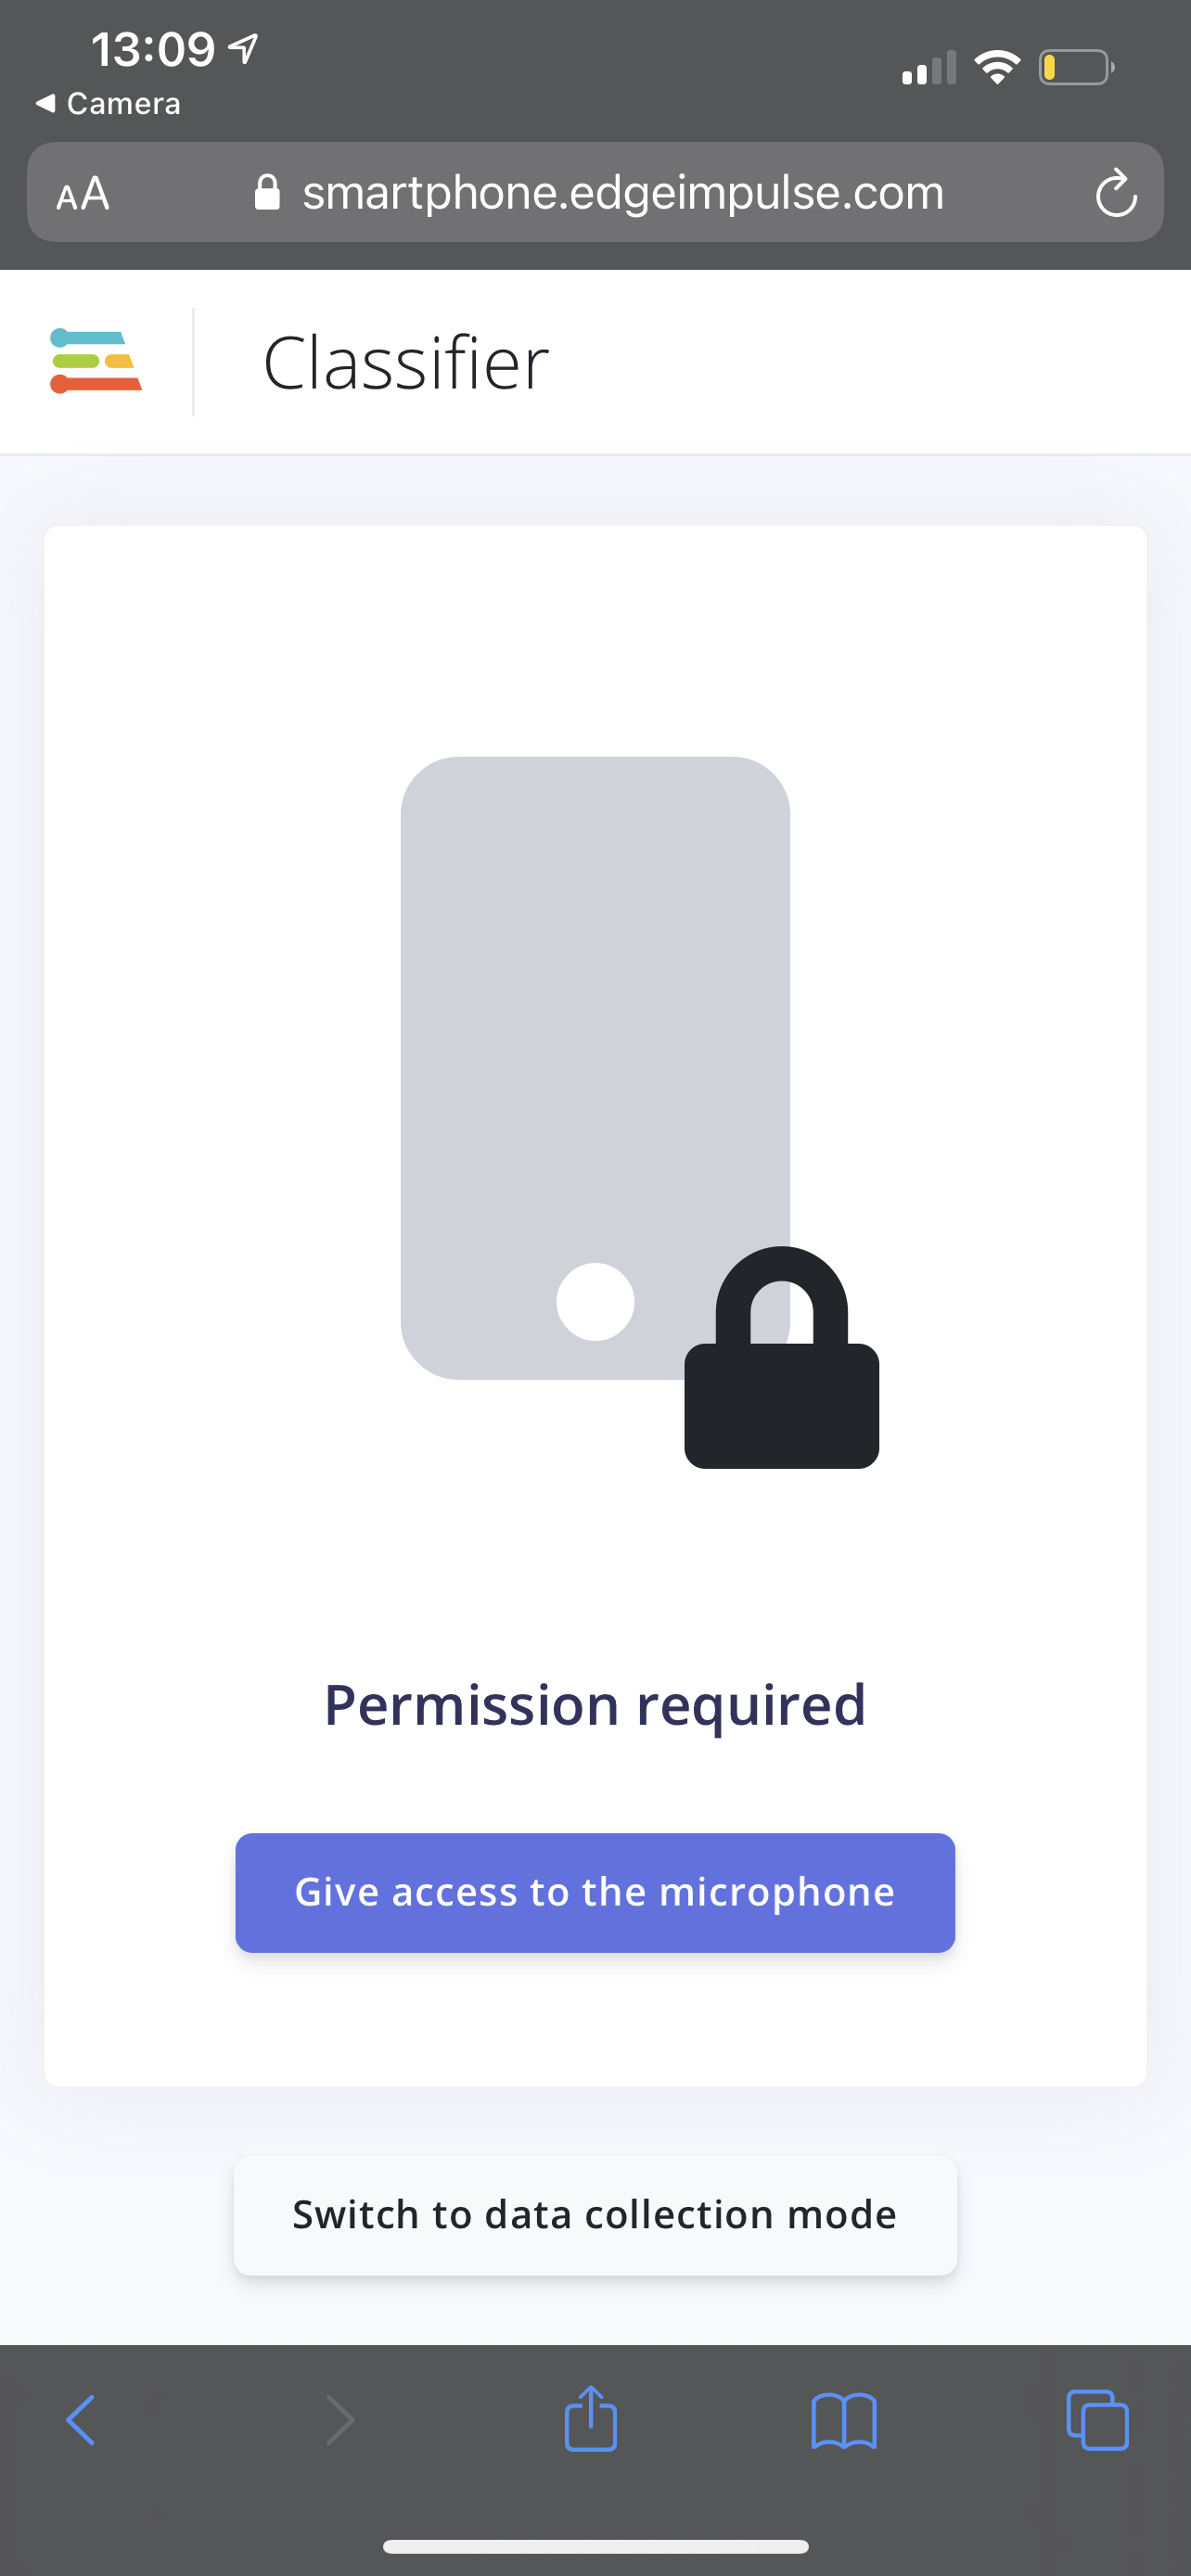 13:09
Camera
AA
smartphone.edgeimpulse.com
Classifier
Permission required
Give access to the microphone
Switch to data collection mode